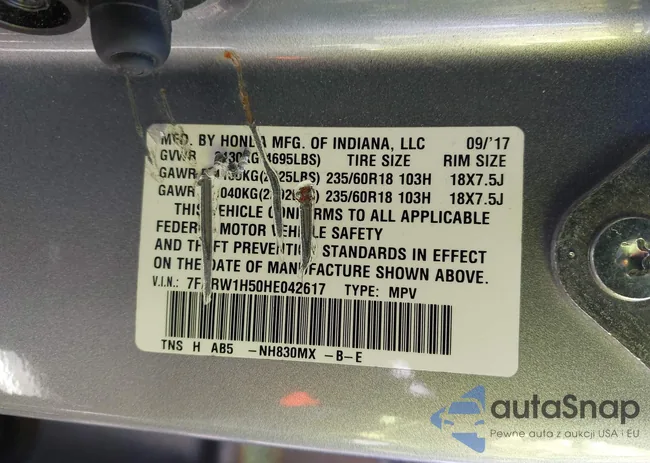 MFD. BY HONDA MFG. OF INDIANA, LLC 09/'17
GVWR TIRE SIZE RIM SIZE
GAWR 235/60R18 103H 18X7.5J
GAWR 235/60R18 103H 18X7.5J
THIS VEHICLE CONFORMS TO ALL APPLICABLE
FEDERAL MOTOR VEHICLE SAFETY
AND THEFT PREVENTION STANDARDS IN EFFECT
ON THE DATE OF MANUFACTURE SHOWN ABOVE.
V.I.N.: TYPE: MPV
TNS H AB5 -NH830MX -B-E
autaSnap
Pewne auta z aukcji USA i EU